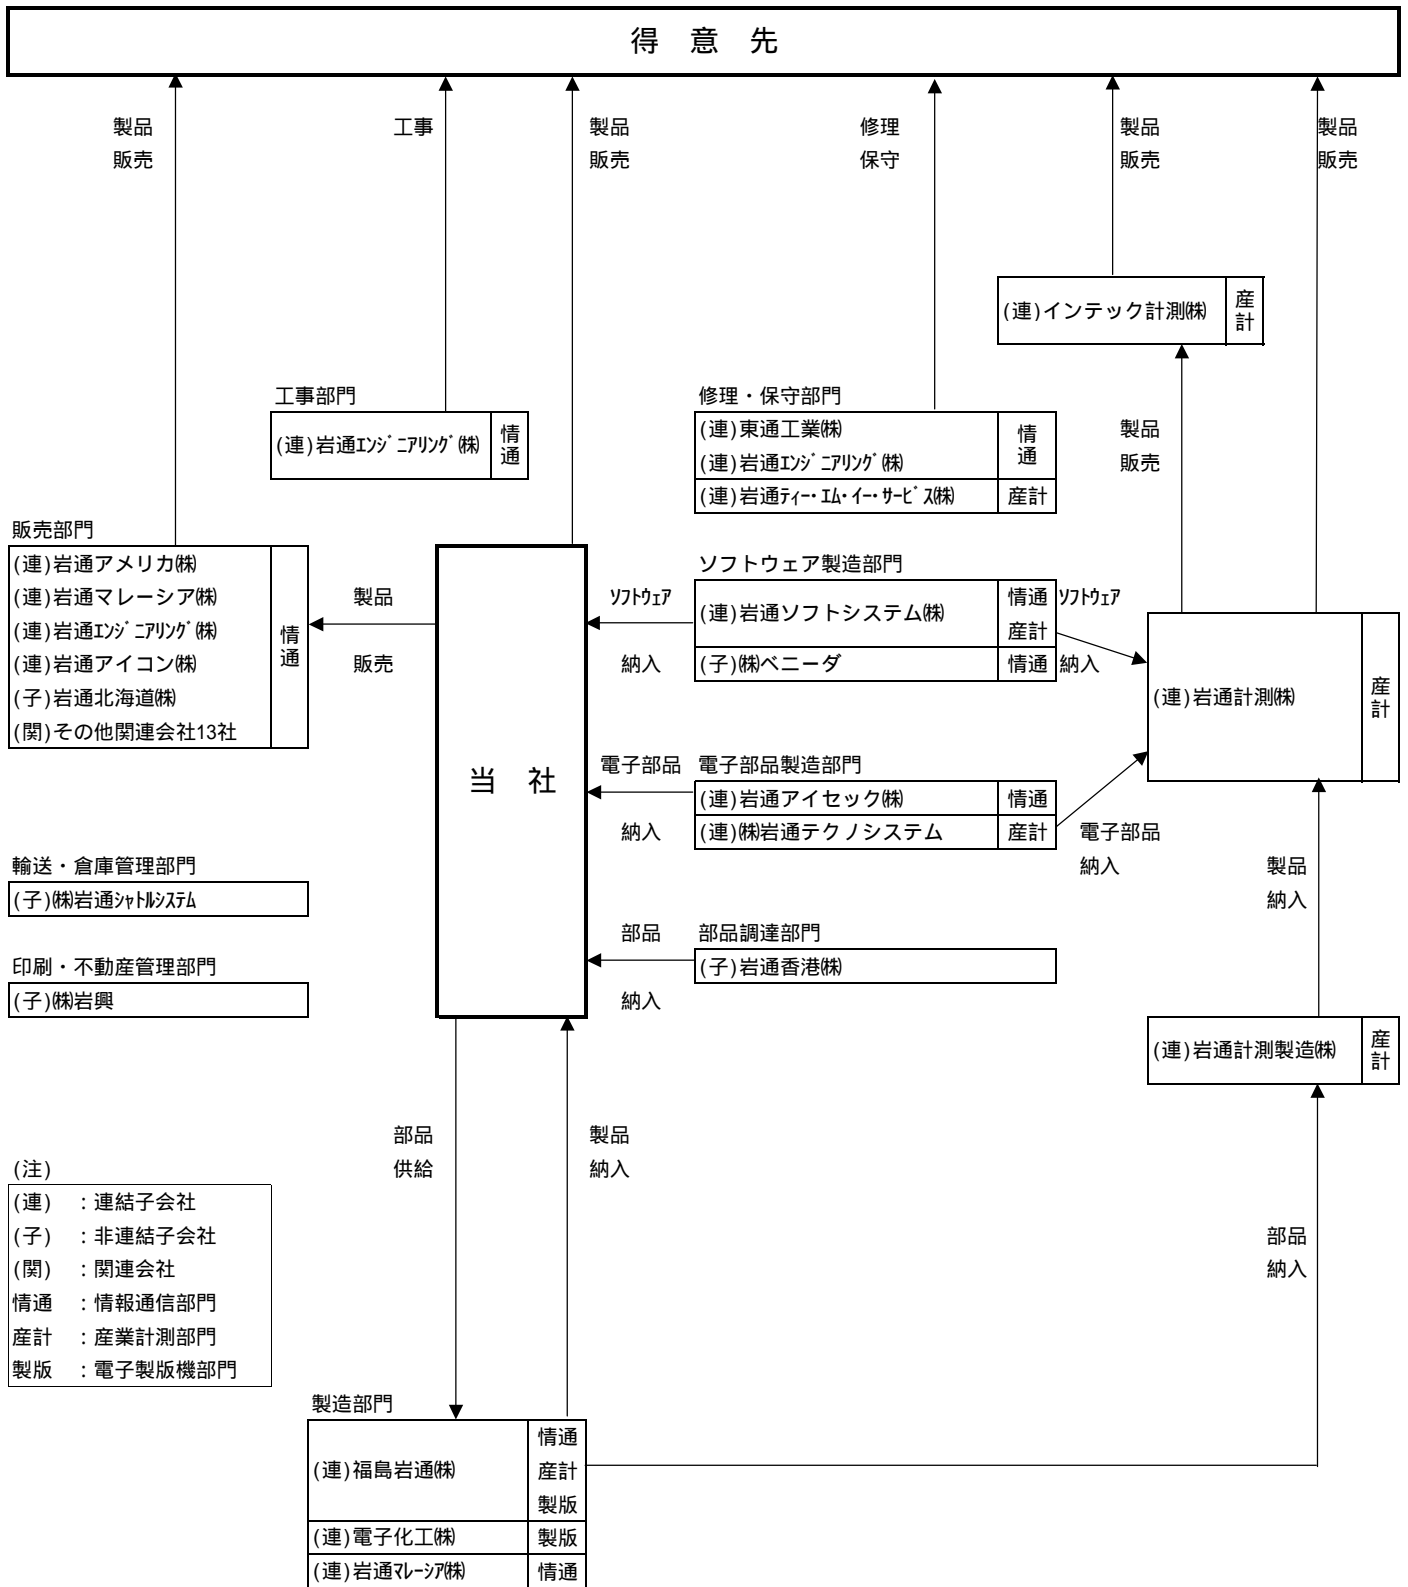 得 意 先
製品
販売
工事
製品
販売
修理
保守
製品
販売
製品
販売
(連)インテック計測㈱
産計
工事部門
(連)岩通ｴﾝｼﾞﾆｱﾘﾝｸﾞ㈱
情通
修理・保守部門
(連)東通工業㈱
(連)岩通ｴﾝｼﾞﾆｱﾘﾝｸﾞ㈱
情通
(連)岩通ﾃｨｰ･ｴﾑ･ｲｰ･ｻｰﾋﾞｽ㈱
産計
製品
販売
販売部門
(連)岩通アメリカ㈱
(連)岩通マレーシア㈱
(連)岩通ｴﾝｼﾞﾆｱﾘﾝｸﾞ㈱
(連)岩通アイコン㈱
(子)岩通北海道㈱
(関)その他関連会社13社
情通
製品
販売
当 社
ｿﾌﾄｳｪｱ
納入
ソフトウェア製造部門
(連)岩通ソフトシステム㈱
情通
産計
(子)㈱ベニーダ
情通
ｿﾌﾄｳｪｱ
納入
(連)岩通計測㈱
産計
電子部品
納入
電子部品製造部門
(連)岩通アイセック㈱
情通
(連)㈱岩通テクノシステム
産計
電子部品
納入
製品
納入
輸送・倉庫管理部門
(子)㈱岩通ｼｬﾄﾙｼｽﾃﾑ
部品
納入
部品調達部門
(子)岩通香港㈱
印刷・不動産管理部門
(子)㈱岩興
(連)岩通計測製造㈱
産計
部品
供給
製品
納入
部品
納入
(注)
(連) ：連結子会社
(子) ：非連結子会社
(関) ：関連会社
情通 ：情報通信部門
産計 ：産業計測部門
製版 ：電子製版機部門
製造部門
(連)福島岩通㈱
情通
産計
製版
(連)電子化工㈱
製版
(連)岩通ﾏﾚｰｼｱ㈱
情通